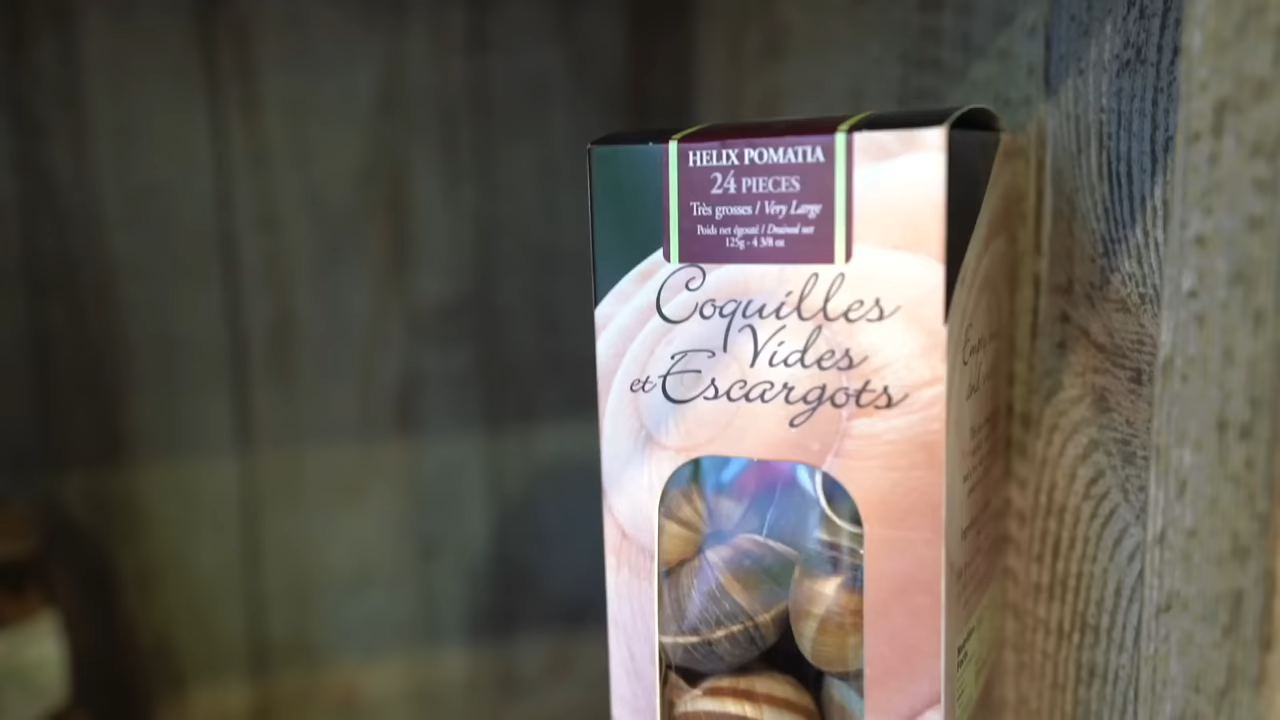 HELIX POMATIA
24 PIECES
Très grosses / Very Large
Poids net égouté / Drained net
125g - 4 3/8 oz
Coquilles
Vides
et Escargots